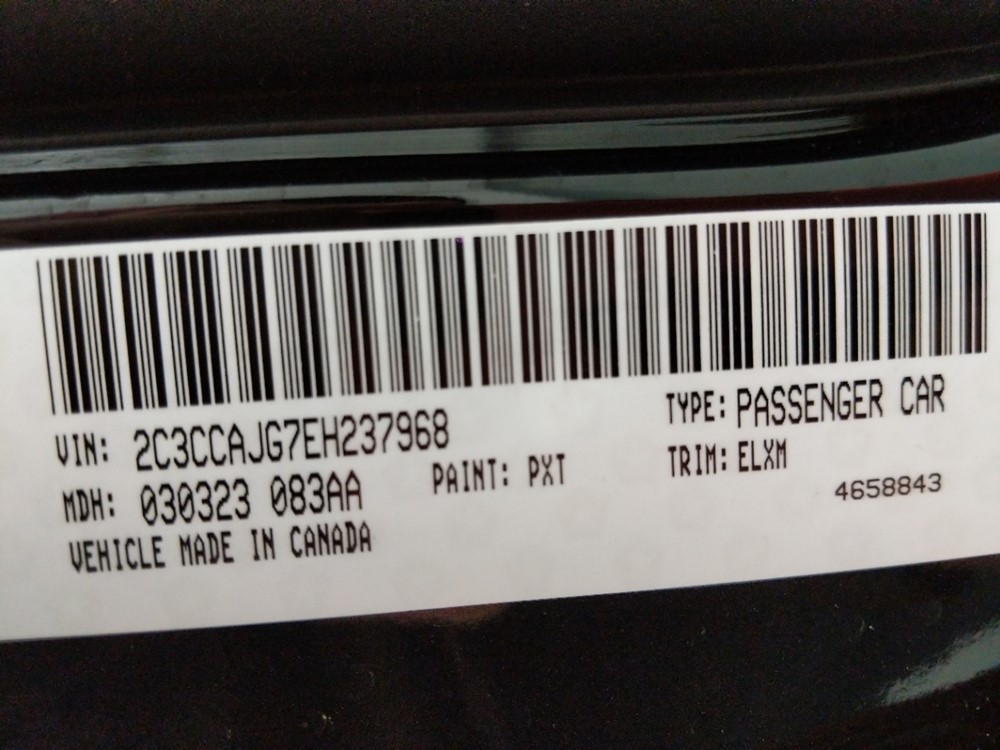 VIN: 2C3CCAJG7EH237968
TYPE: PASSENGER CAR
MDH: 030323 083AA
PAINT: PXT
TRIM: ELXM
4658843
VEHICLE MADE IN CANADA